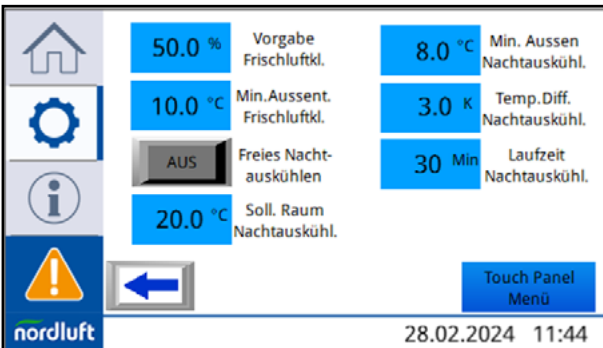 50.0 %
Vorgabe
Frischluftkl.
8.0 °C
Min. Aussen
Nachtauskühl.
10.0 °C
Min.Aussent.
Frischluftkl.
3.0 K
Temp.Diff.
Nachtauskühl.
AUS
Freies Nacht-
auskühlen
30 Min
Laufzeit
Nachtauskühl.
20.0 °C
Soll. Raum
Nachtauskühl.
Touch Panel
Menü
nordluft
28.02.2024 11:44